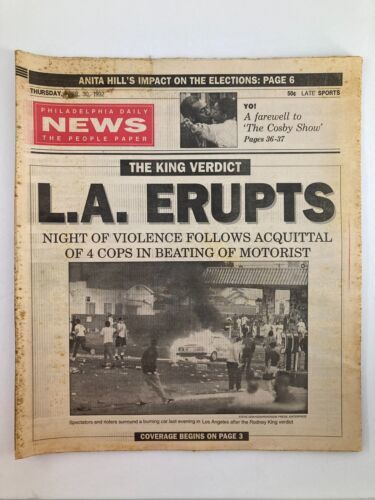 ANITA HILL'S IMPACT ON THE ELECTIONS: PAGE 6
THURSDAY, APRIL 30, 1992
50¢ LATE SPORTS
PHILADELPHIA DAILY
NEWS
THE PEOPLE PAPER
YO!
A farewell to
'The Cosby Show'
Pages 36-37
THE KING VERDICT
L.A. ERUPTS
NIGHT OF VIOLENCE FOLLOWS ACQUITTAL
OF 4 COPS IN BEATING OF MOTORIST
Spectators and rioters surround a burning car last evening in Los Angeles after the Rodney King verdict
COVERAGE BEGINS ON PAGE 3